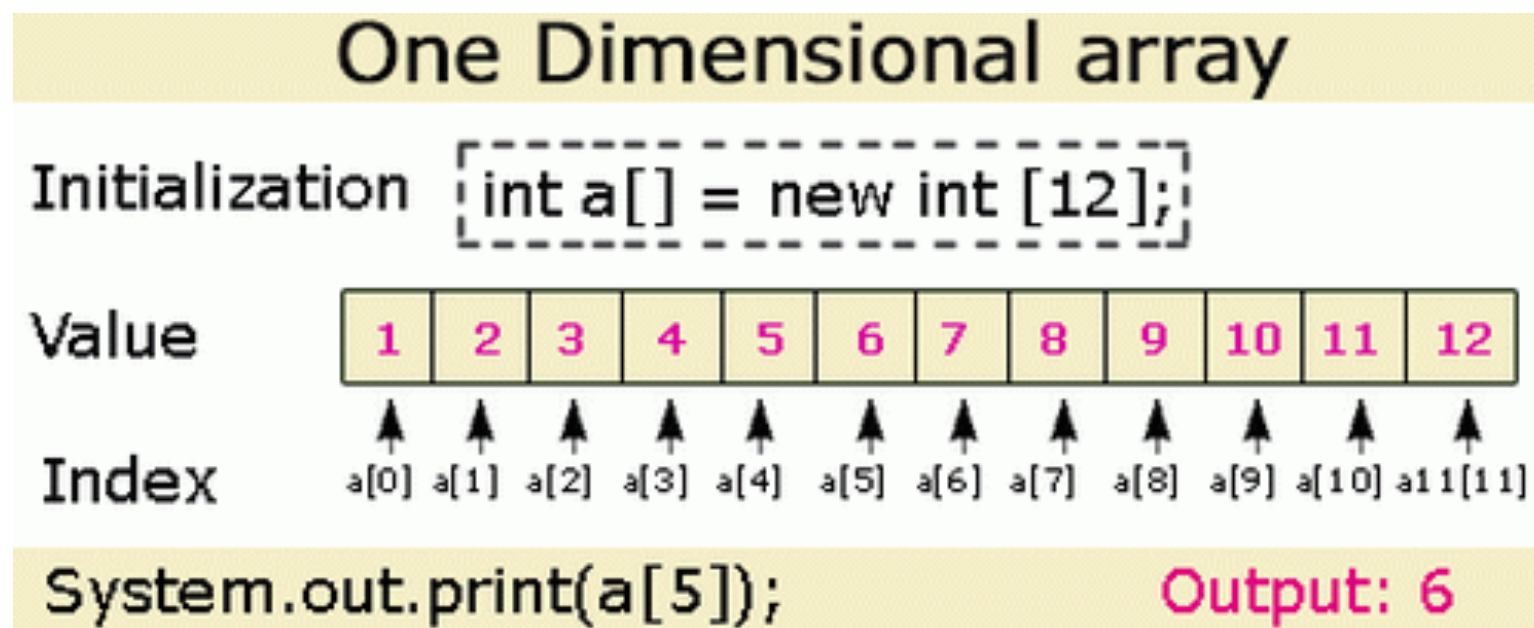 One Dimensional array
Initialization int a[] = new int [12];
Value 1 2 3 4 5 6 7 8 9 10 11 12
Index a[0] a[1] a[2] a[3] a[4] a[5] a[6] a[7] a[8] a[9] a[10] a11[11]
System.out.print(a[5]); Output: 6